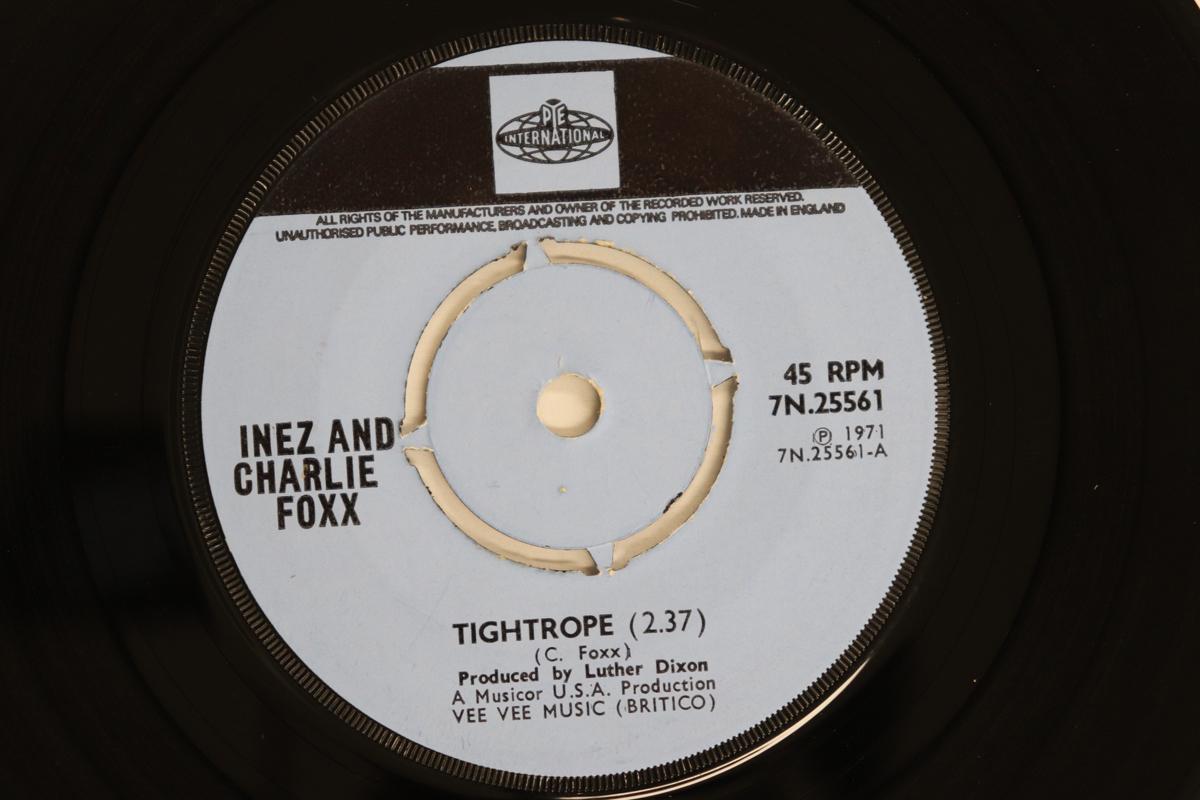 PYE
INTERNATIONAL
ALL RIGHTS OF THE MANUFACTURERS AND OWNER OF THE RECORDED WORK RESERVED.
UNAUTHORISED PUBLIC PERFORMANCE, BROADCASTING AND COPYING PROHIBITED. MADE IN ENGLAND
45 RPM
7N.25561
Ⓟ 1971
7N.25561-A
INEZ AND
CHARLIE
FOXX
TIGHTROPE (2.37)
(C. Foxx)
Produced by Luther Dixon
A Musicor U.S.A. Production
VEE VEE MUSIC (BRITICO)